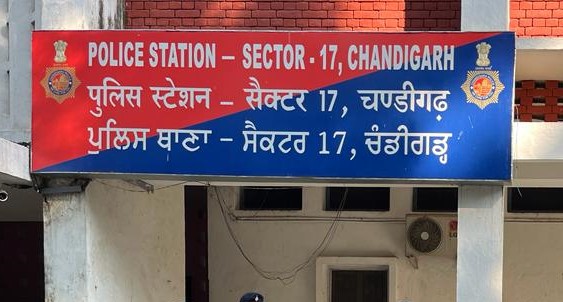 POLICE STATION – SECTOR - 17, CHANDIGARH
पुलिस स्टेशन – सैक्टर 17, चण्डीगढ़
ਪੁਲਿਸ ਥਾਣਾ – ਸੈਕਟਰ 17, ਚੰਡੀਗੜ੍ਹ